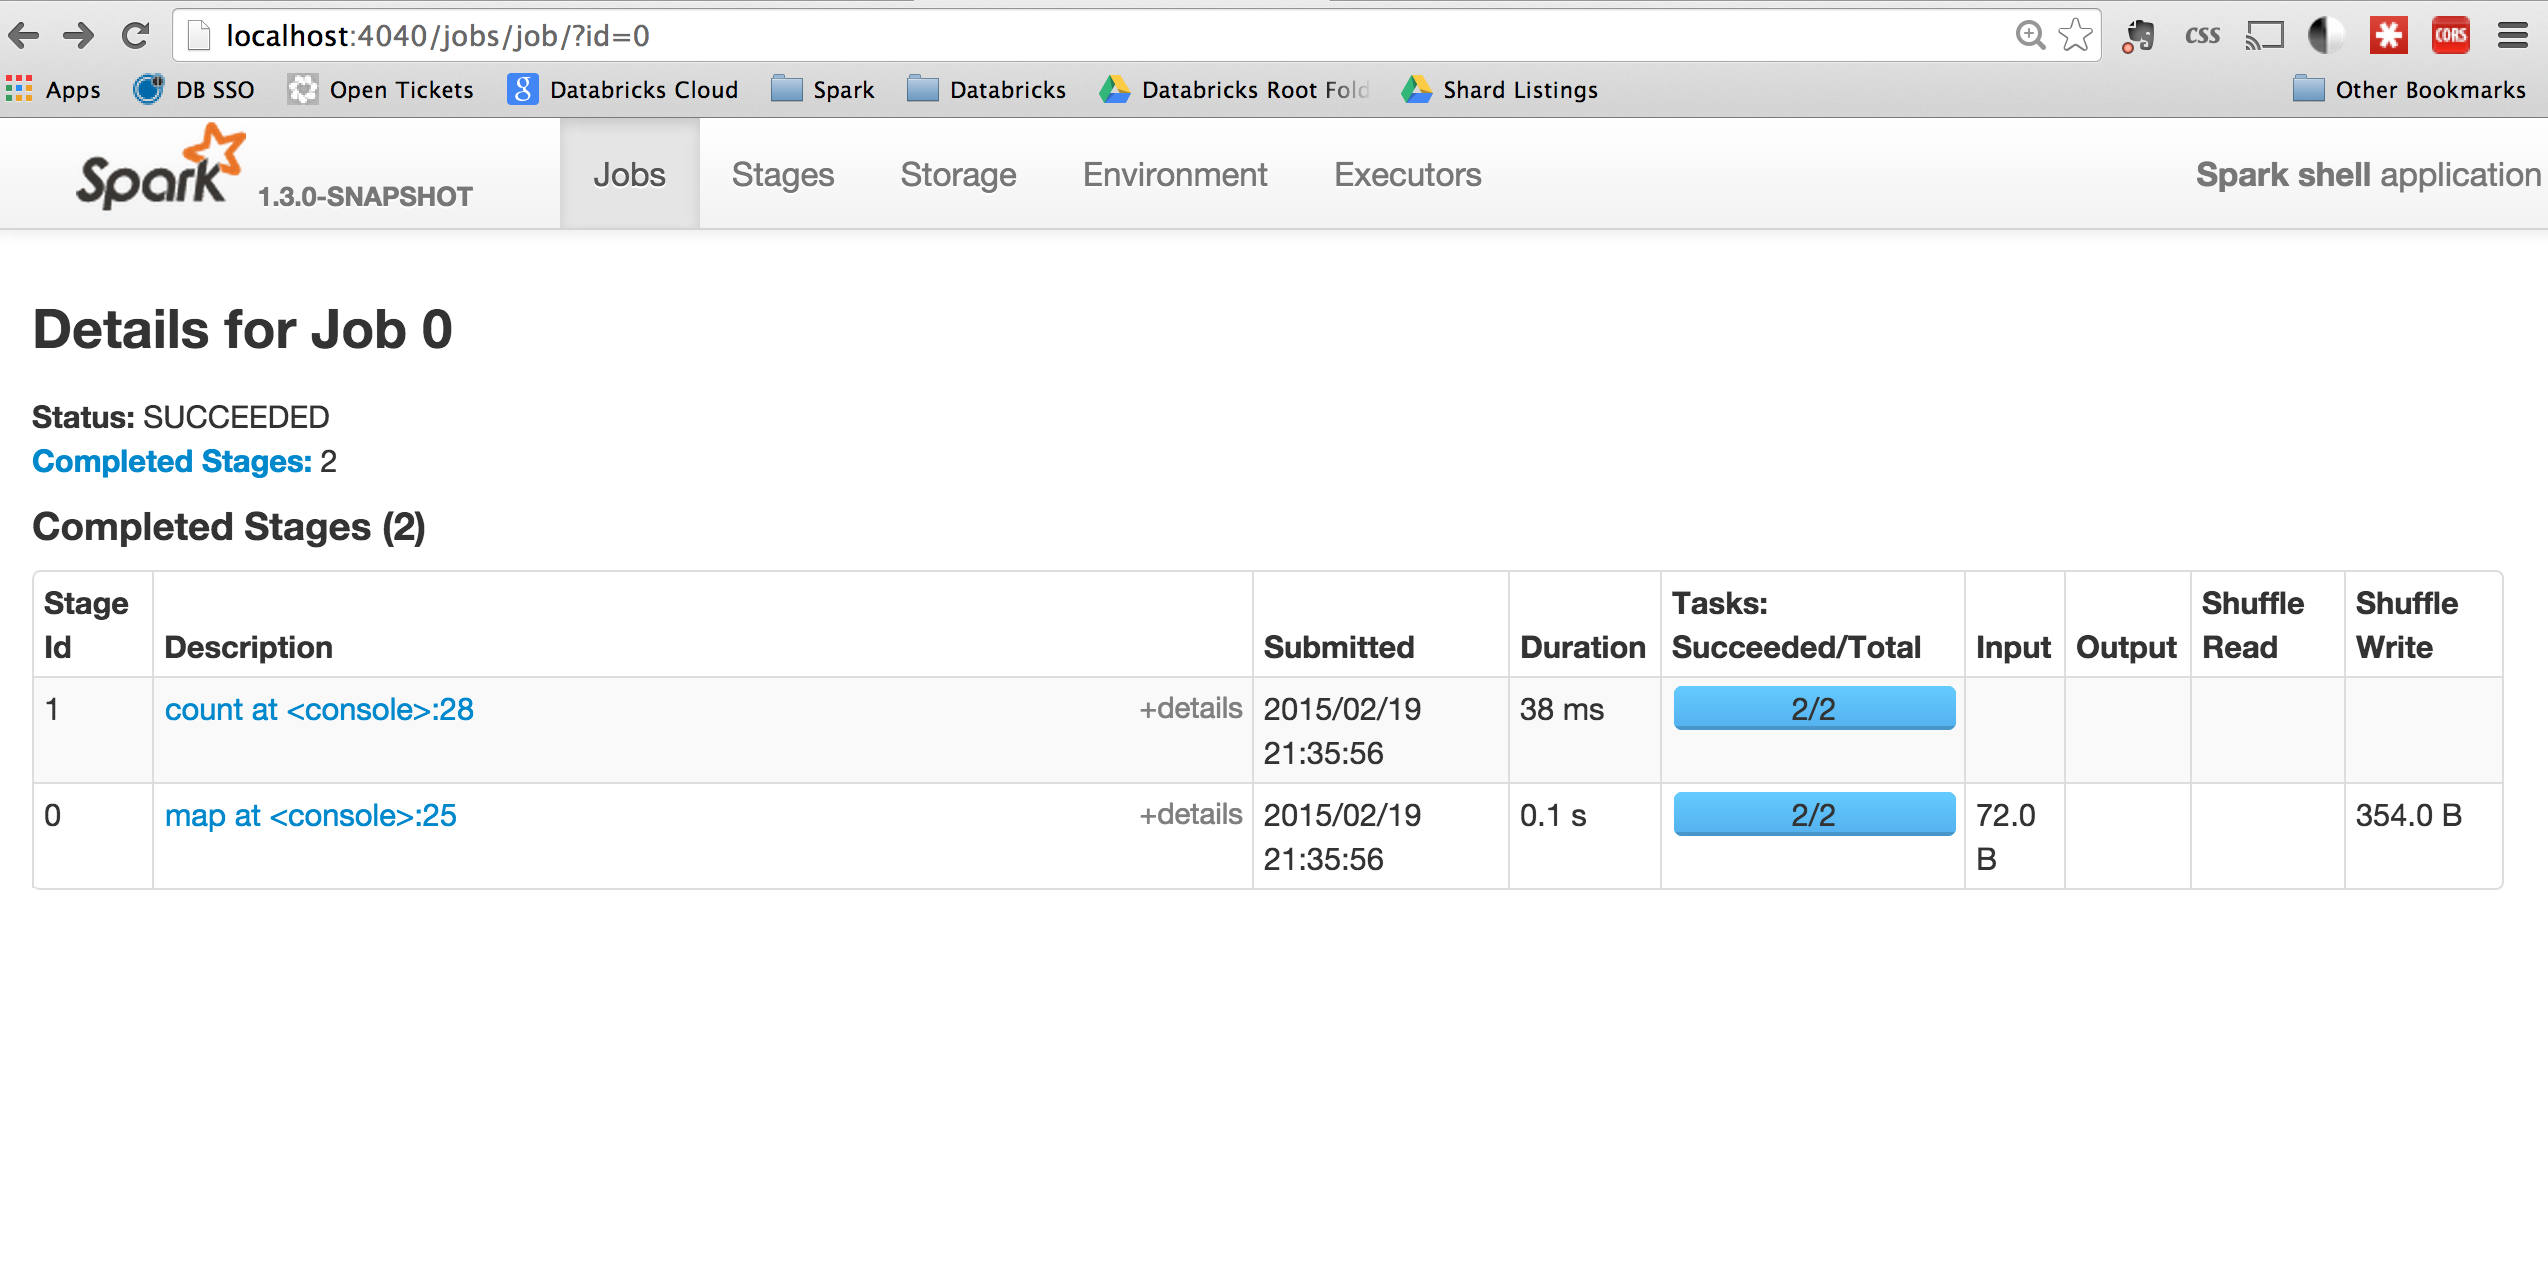 localhost:4040/jobs/job/?id=0
css
CORS
Apps DB SSO Open Tickets g Databricks Cloud Spark Databricks Databricks Root Fold Shard Listings Other Bookmarks
Spark 1.3.0-SNAPSHOT Jobs Stages Storage Environment Executors Spark shell application
Details for Job 0
Status: SUCCEEDED
Completed Stages: 2
Completed Stages (2)
Stage Id Description Submitted Duration Tasks: Succeeded/Total Input Output Shuffle Read Shuffle Write
1 count at <console>:28 +details 2015/02/19 21:35:56 38 ms 2/2
0 map at <console>:25 +details 2015/02/19 21:35:56 0.1 s 2/2 72.0 B 354.0 B